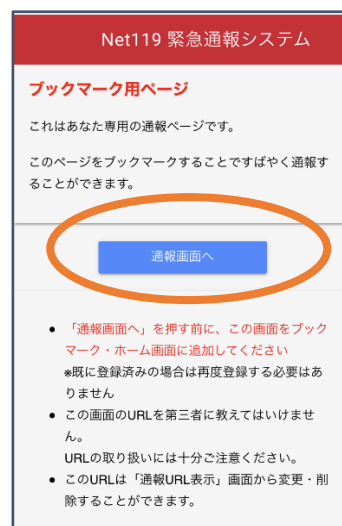 Net119 緊急通報システム
ブックマーク用ページ
これはあなた専用の通報ページです。
このページをブックマークすることですばやく通報す
ることができます。
通報画面へ
● 「通報画面へ」を押す前に、この画面をブック
マーク・ホーム画面に追加してください
※既に登録済みの場合は再度登録する必要はあ
りません
● この画面のURLを第三者に教えてはいけませ
ん。
URLの取り扱いには十分ご注意ください。
● このURLは「通報URL表示」画面から変更・削
除することができます。